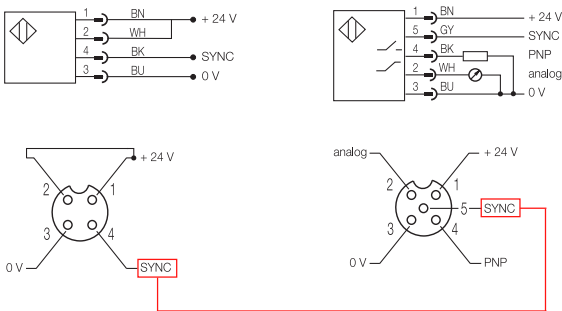 1 BN + 24 V
2 WH
4 BK SYNC
3 BU 0 V
1 BN + 24 V
5 GY SYNC
4 BK PNP
2 WH analog
3 BU 0 V
+ 24 V
2 1
3 4
0 V SYNC
analog + 24 V
2 1
5 SYNC
3 4
0 V PNP